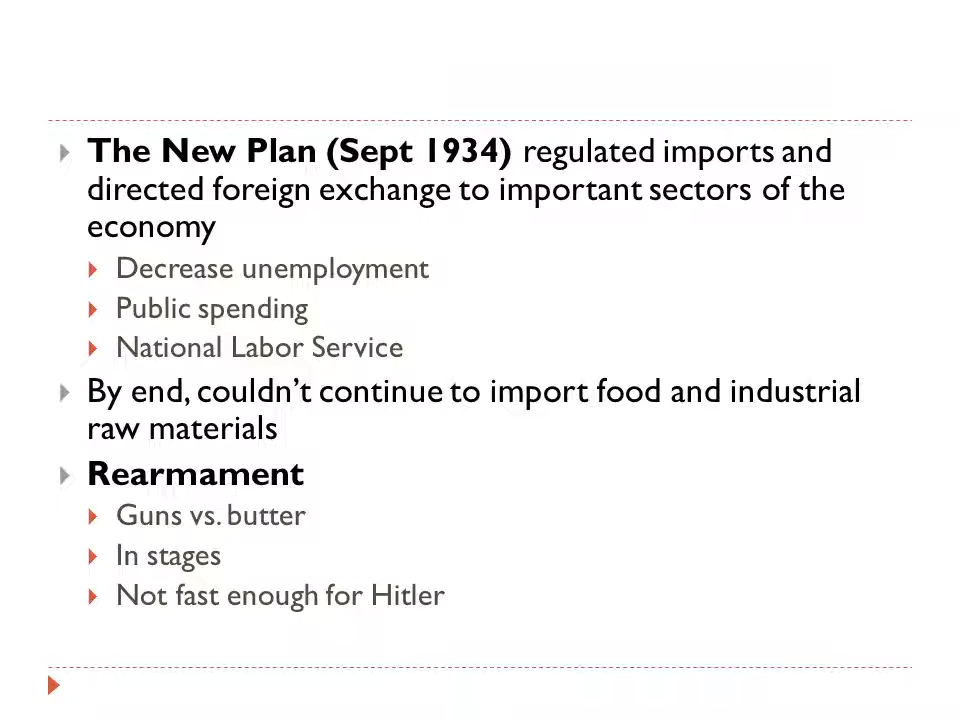 The New Plan (Sept 1934) regulated imports and
directed foreign exchange to important sectors of the
economy
Decrease unemployment
Public spending
National Labor Service
By end, couldn’t continue to import food and industrial
raw materials
Rearmament
Guns vs. butter
In stages
Not fast enough for Hitler